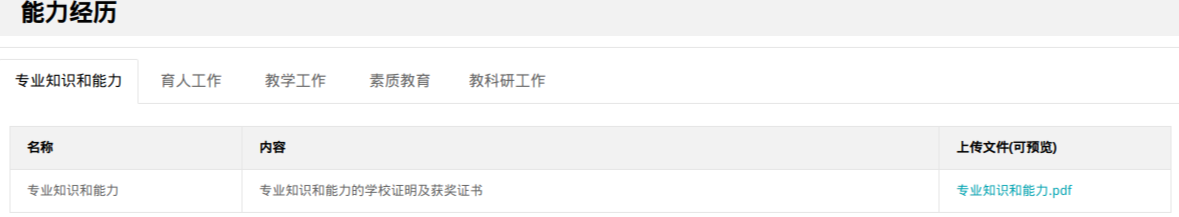 能力经历
专业知识和能力 育人工作 教学工作 素质教育 教科研工作
名称 内容 上传文件(可预览)
专业知识和能力 专业知识和能力的学校证明及获奖证书 专业知识和能力.pdf